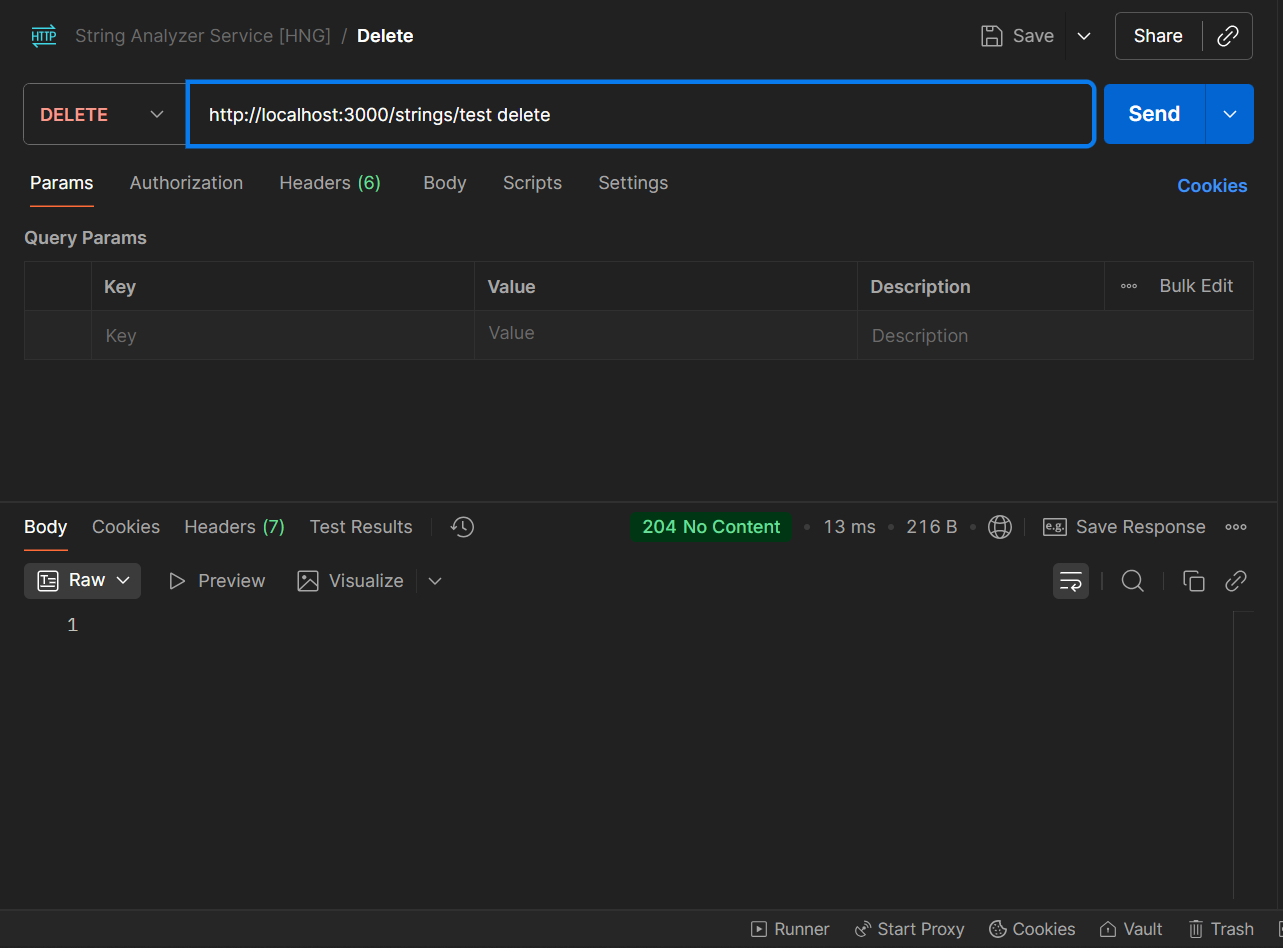 HTTP String Analyzer Service [HNG] / Delete Save Share
DELETE http://localhost:3000/strings/test delete Send
Params Authorization Headers (6) Body Scripts Settings Cookies
Query Params
Key Value Description Bulk Edit
Key Value Description
Body Cookies Headers (7) Test Results 204 No Content • 13 ms • 216 B • e.g. Save Response
Raw Preview Visualize
1
Runner Start Proxy Cookies Vault Trash